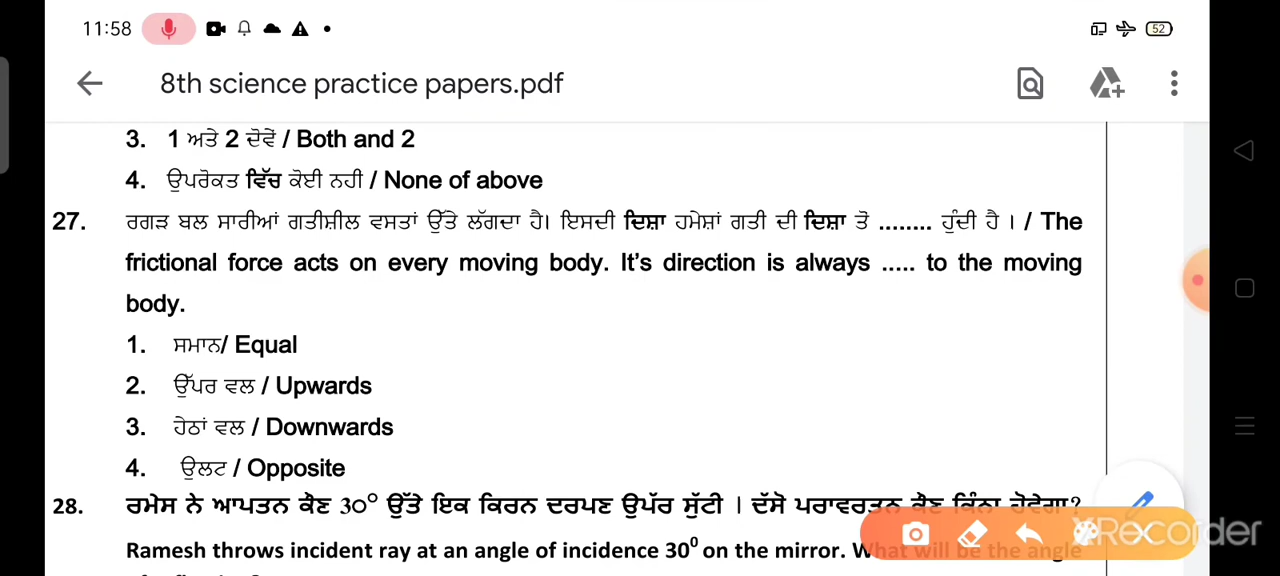 11:58
52
8th science practice papers.pdf
3. 1 ਅਤੇ 2 ਦੋਵੇਂ / Both and 2
4. ਉਪਰੋਕਤ ਵਿੱਚ ਕੋਈ ਨਹੀ / None of above
27. ਰਗੜ ਬਲ ਸਾਰੀਆਂ ਗਤੀਸ਼ੀਲ ਵਸਤਾਂ ਉੱਤੇ ਲੱਗਦਾ ਹੈ। ਇਸਦੀ ਦਿਸ਼ਾ ਹਮੇਸ਼ਾਂ ਗਤੀ ਦੀ ਦਿਸ਼ਾ ਤੋ ........ ਹੁੰਦੀ ਹੈ । / The
frictional force acts on every moving body. It's direction is always ..... to the moving
body.
1. ਸਮਾਨ/ Equal
2. ਉੱਪਰ ਵਲ / Upwards
3. ਹੇਠਾਂ ਵਲ / Downwards
4. ਉਲਟ / Opposite
28. ਰਮੇਸ ਨੇ ਆਪਤਨ ਕੋਣ 30⁰ ਉੱਤੇ ਇਕ ਕਿਰਨ ਦਰਪਣ ਉਪੱਰ ਸੁੱਟੀ । ਦੱਸੋ ਪਰਾਵਰਤਨ ਕੋਣ ਕਿੰਨਾ ਹੋਵੇਗਾ?
Ramesh throws incident ray at an angle of incidence 30⁰ on the mirror. What will be the angle
XRecorder